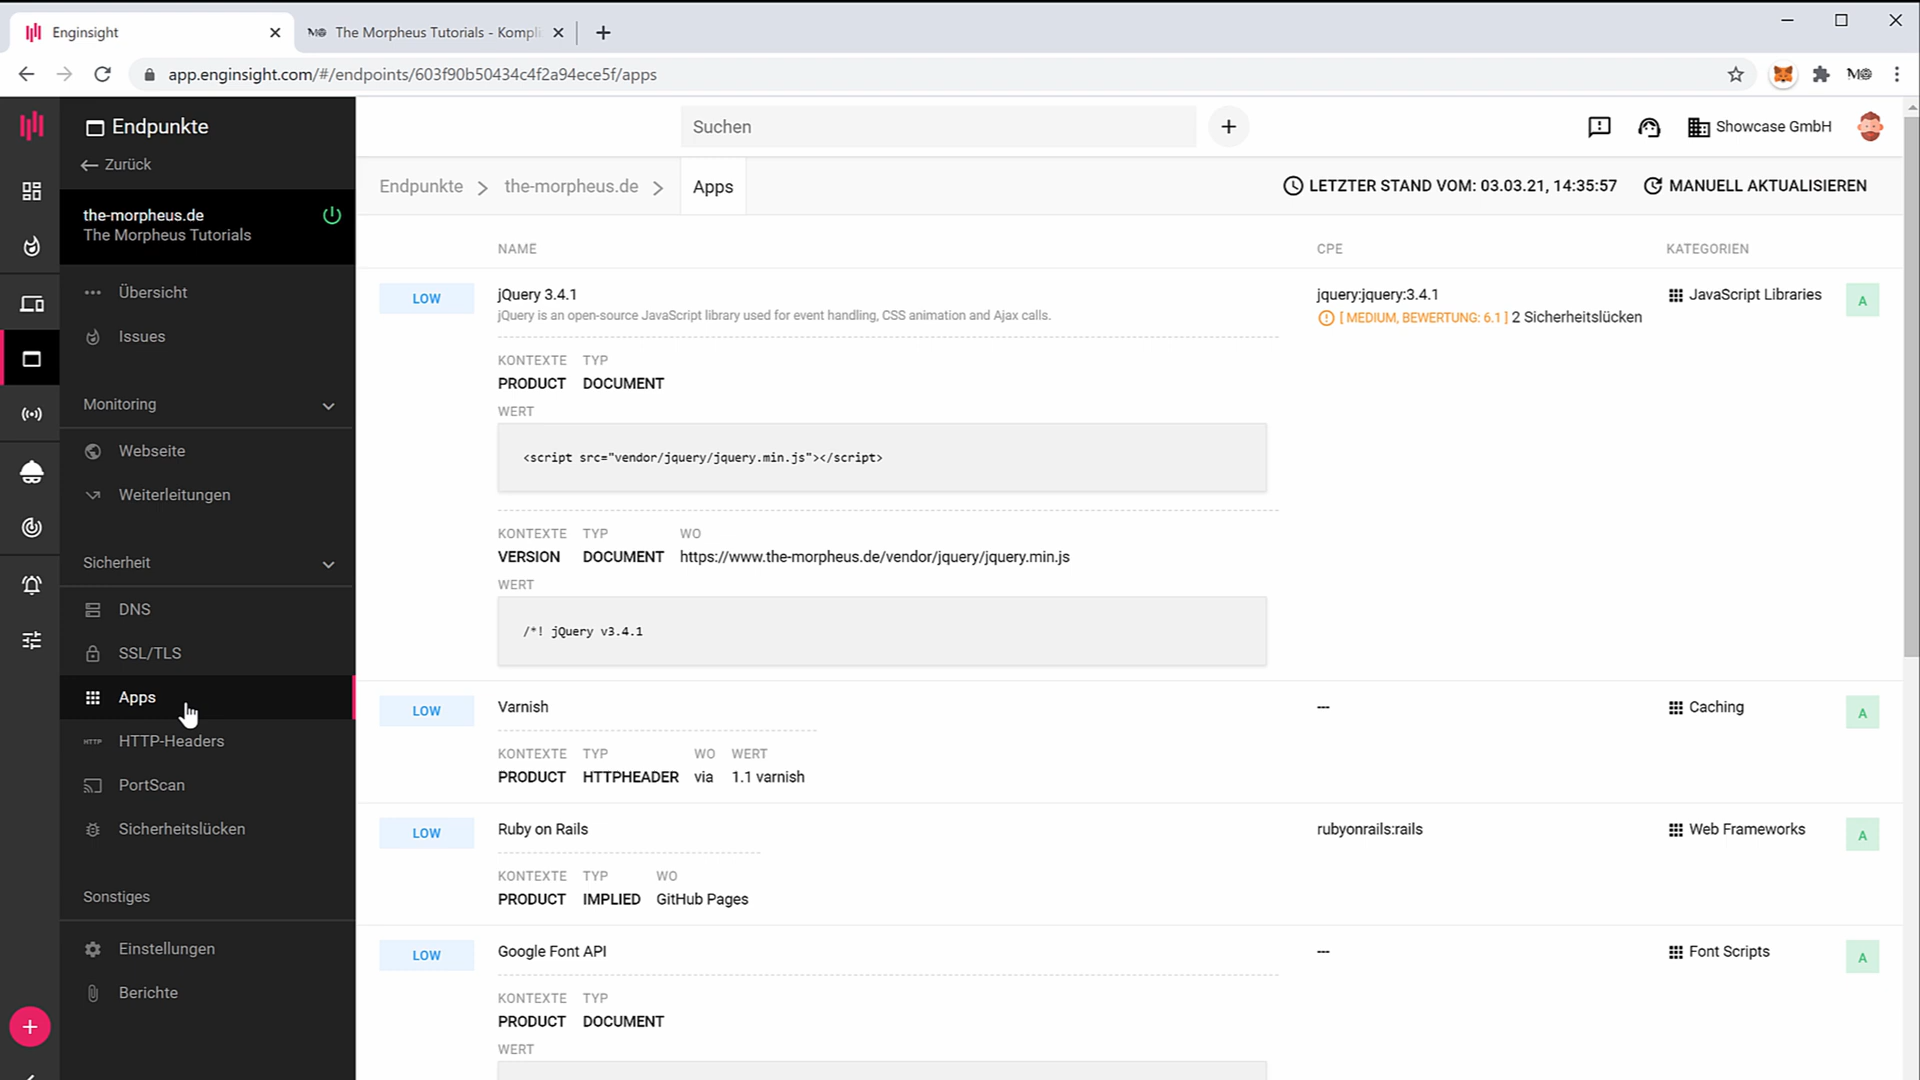 Enginsight
The Morpheus Tutorials - Kompli
app.enginsight.com/#/endpoints/603f90b50434c4f2a94ece5f/apps
Endpunkte
Zurück
the-morpheus.de
The Morpheus Tutorials
Übersicht
Issues
Monitoring
Webseite
Weiterleitungen
Sicherheit
DNS
SSL/TLS
Apps
HTTP HTTP-Headers
PortScan
Sicherheitslücken
Sonstiges
Einstellungen
Berichte
Suchen
Showcase GmbH
Endpunkte > the-morpheus.de > Apps
LETZTER STAND VOM: 03.03.21, 14:35:57 MANUELL AKTUALISIEREN
NAME CPE KATEGORIEN
LOW jQuery 3.4.1 jquery:jquery:3.4.1 JavaScript Libraries A
jQuery is an open-source JavaScript library used for event handling, CSS animation and Ajax calls. [ MEDIUM, BEWERTUNG: 6.1 ] 2 Sicherheitslücken
KONTEXTE TYP
PRODUCT DOCUMENT
WERT
<script src="vendor/jquery/jquery.min.js"></script>
KONTEXTE TYP WO
VERSION DOCUMENT https://www.the-morpheus.de/vendor/jquery/jquery.min.js
WERT
/*! jQuery v3.4.1
LOW Varnish --- Caching A
KONTEXTE TYP WO WERT
PRODUCT HTTPHEADER via 1.1 varnish
LOW Ruby on Rails rubyonrails:rails Web Frameworks A
KONTEXTE TYP WO
PRODUCT IMPLIED GitHub Pages
LOW Google Font API --- Font Scripts A
KONTEXTE TYP
PRODUCT DOCUMENT
WERT